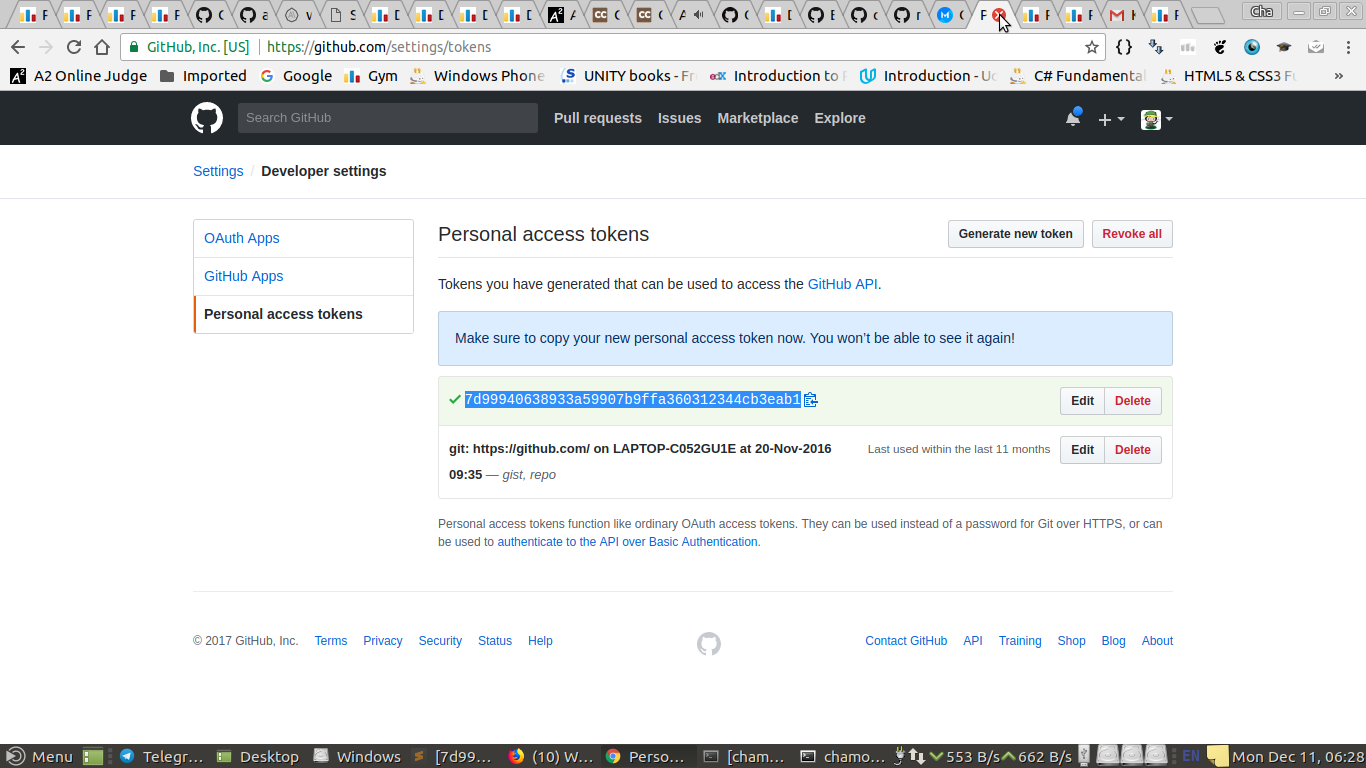 Cha
GitHub, Inc. [US] https://github.com/settings/tokens
A2 Online Judge Imported Google Gym Windows Phone UNITY books - Fr Introduction to Introduction - C# Fundamental HTML5 & CSS3 »
Search GitHub Pull requests Issues Marketplace Explore
Settings / Developer settings
OAuth Apps
GitHub Apps
Personal access tokens
Personal access tokens
Generate new token Revoke all
Tokens you have generated that can be used to access the GitHub API.
Make sure to copy your new personal access token now. You won’t be able to see it again!
7d99940638933a59907b9ffa360312344cb3eab1 Edit Delete
git: https://github.com/ on LAPTOP-C052GU1E at 20-Nov-2016 Last used within the last 11 months Edit Delete
09:35 — gist, repo
Personal access tokens function like ordinary OAuth access tokens. They can be used instead of a password for Git over HTTPS, or can
be used to authenticate to the API over Basic Authentication.
© 2017 GitHub, Inc. Terms Privacy Security Status Help Contact GitHub API Training Shop Blog About
Menu Telegr... Desktop Windows [7d99... (10) W... Perso... [cham... chamo... 553 B/s 662 B/s EN Mon Dec 11, 06:28